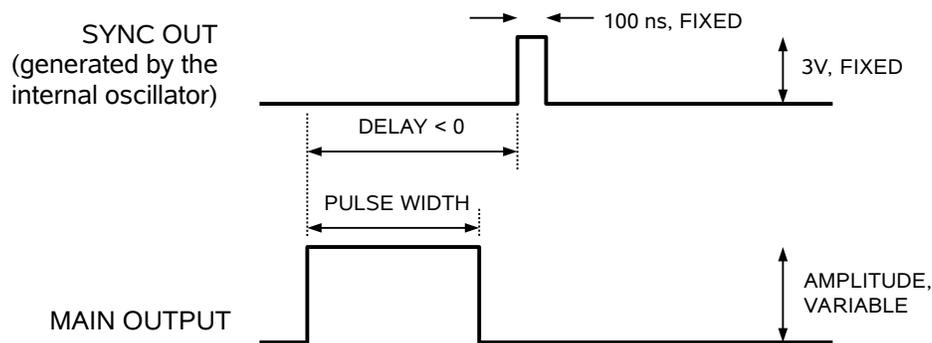 100 ns, FIXED
SYNC OUT
(generated by the
internal oscillator)
3V, FIXED
DELAY < 0
PULSE WIDTH
AMPLITUDE,
VARIABLE
MAIN OUTPUT